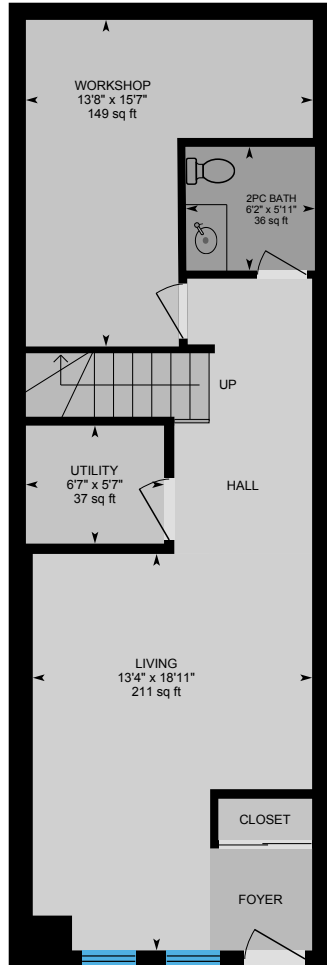 WORKSHOP
13'8" x 15'7"
149 sq ft
2PC BATH
6'2" x 5'11"
36 sq ft
UP
UTILITY
6'7" x 5'7"
37 sq ft
HALL
LIVING
13'4" x 18'11"
211 sq ft
CLOSET
FOYER